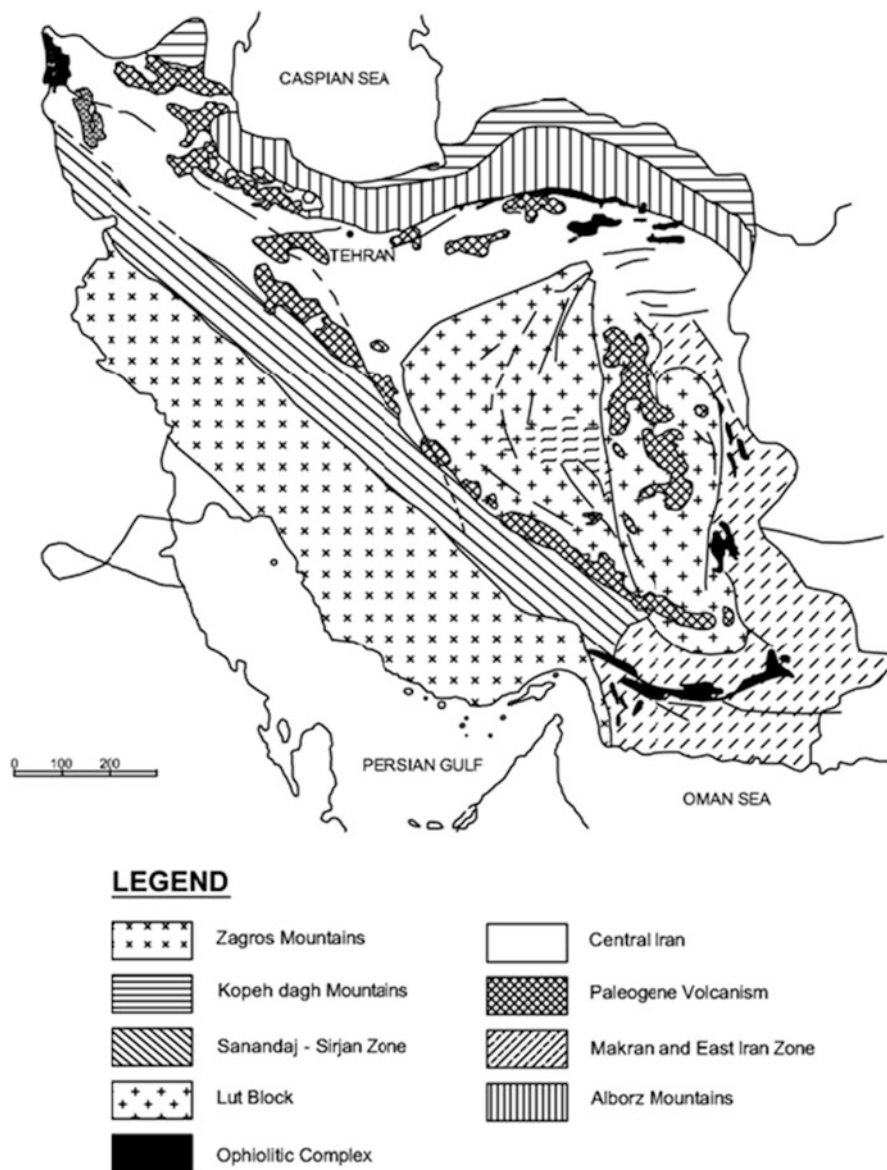 CASPIAN SEA
TEHRAN
0 100 200
PERSIAN GULF
OMAN SEA
LEGEND
Zagros Mountains
Kopeh dagh Mountains
Sanandaj - Sirjan Zone
Lut Block
Ophiolitic Complex
Central Iran
Paleogene Volcanism
Makran and East Iran Zone
Alborz Mountains